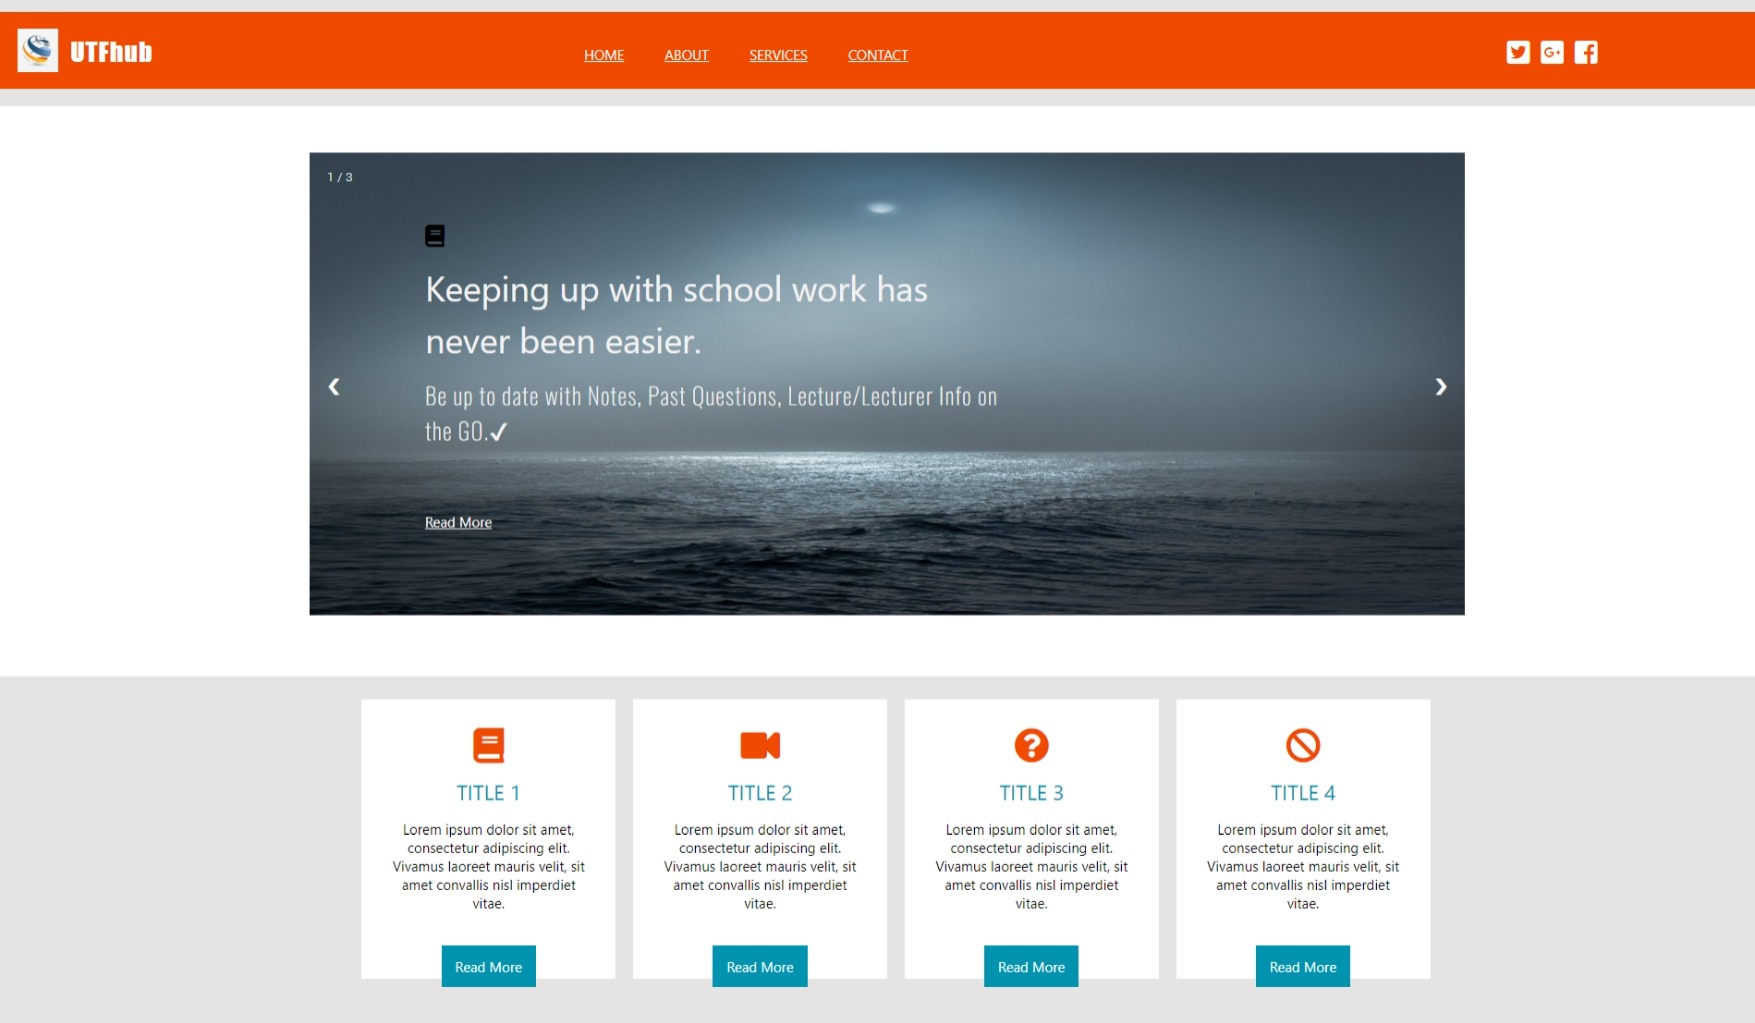 UTFhub
HOME ABOUT SERVICES CONTACT
1 / 3
Keeping up with school work has
never been easier.
Be up to date with Notes, Past Questions, Lecture/Lecturer Info on
the GO.✓
Read More
TITLE 1
Lorem ipsum dolor sit amet,
consectetur adipiscing elit.
Vivamus laoreet mauris velit, sit
amet convallis nisl imperdiet
vitae.
Read More
TITLE 2
Lorem ipsum dolor sit amet,
consectetur adipiscing elit.
Vivamus laoreet mauris velit, sit
amet convallis nisl imperdiet
vitae.
Read More
TITLE 3
Lorem ipsum dolor sit amet,
consectetur adipiscing elit.
Vivamus laoreet mauris velit, sit
amet convallis nisl imperdiet
vitae.
Read More
TITLE 4
Lorem ipsum dolor sit amet,
consectetur adipiscing elit.
Vivamus laoreet mauris velit, sit
amet convallis nisl imperdiet
vitae.
Read More